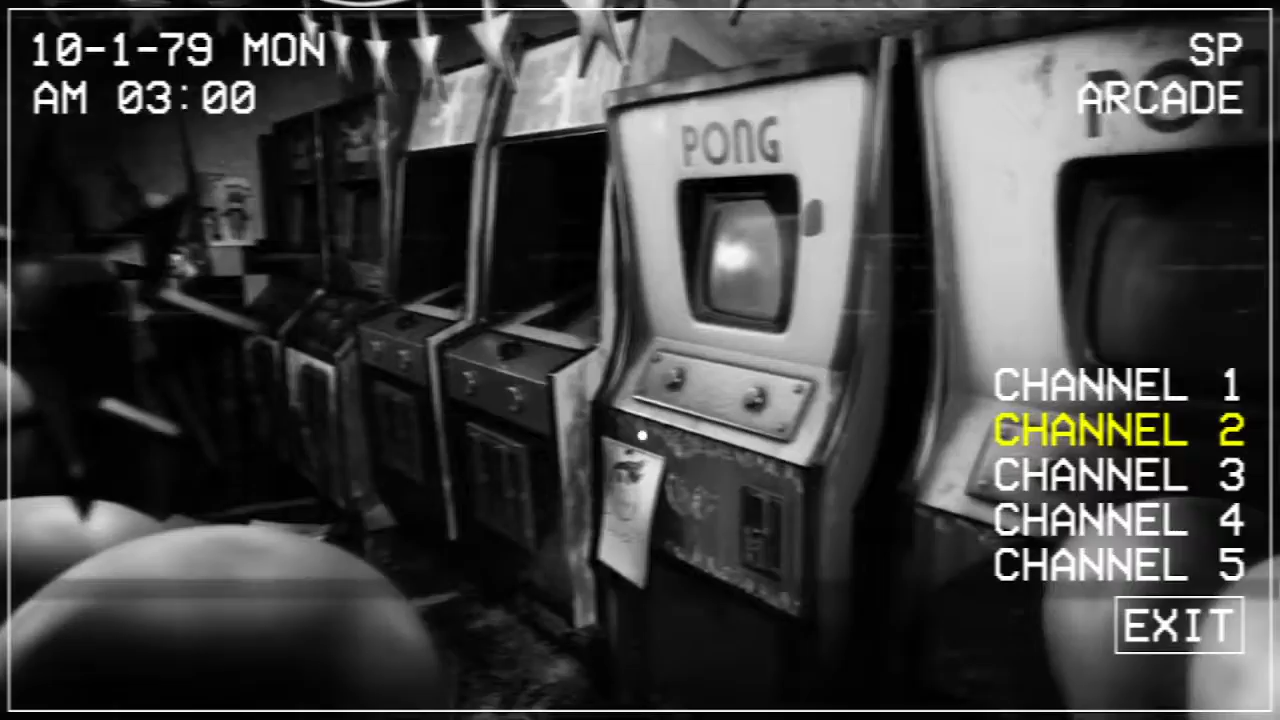 10-1-79 MON
AM 03:00
SP
ARCADE
PONG
PON
CHANNEL 1
CHANNEL 2
CHANNEL 3
CHANNEL 4
CHANNEL 5
EXIT